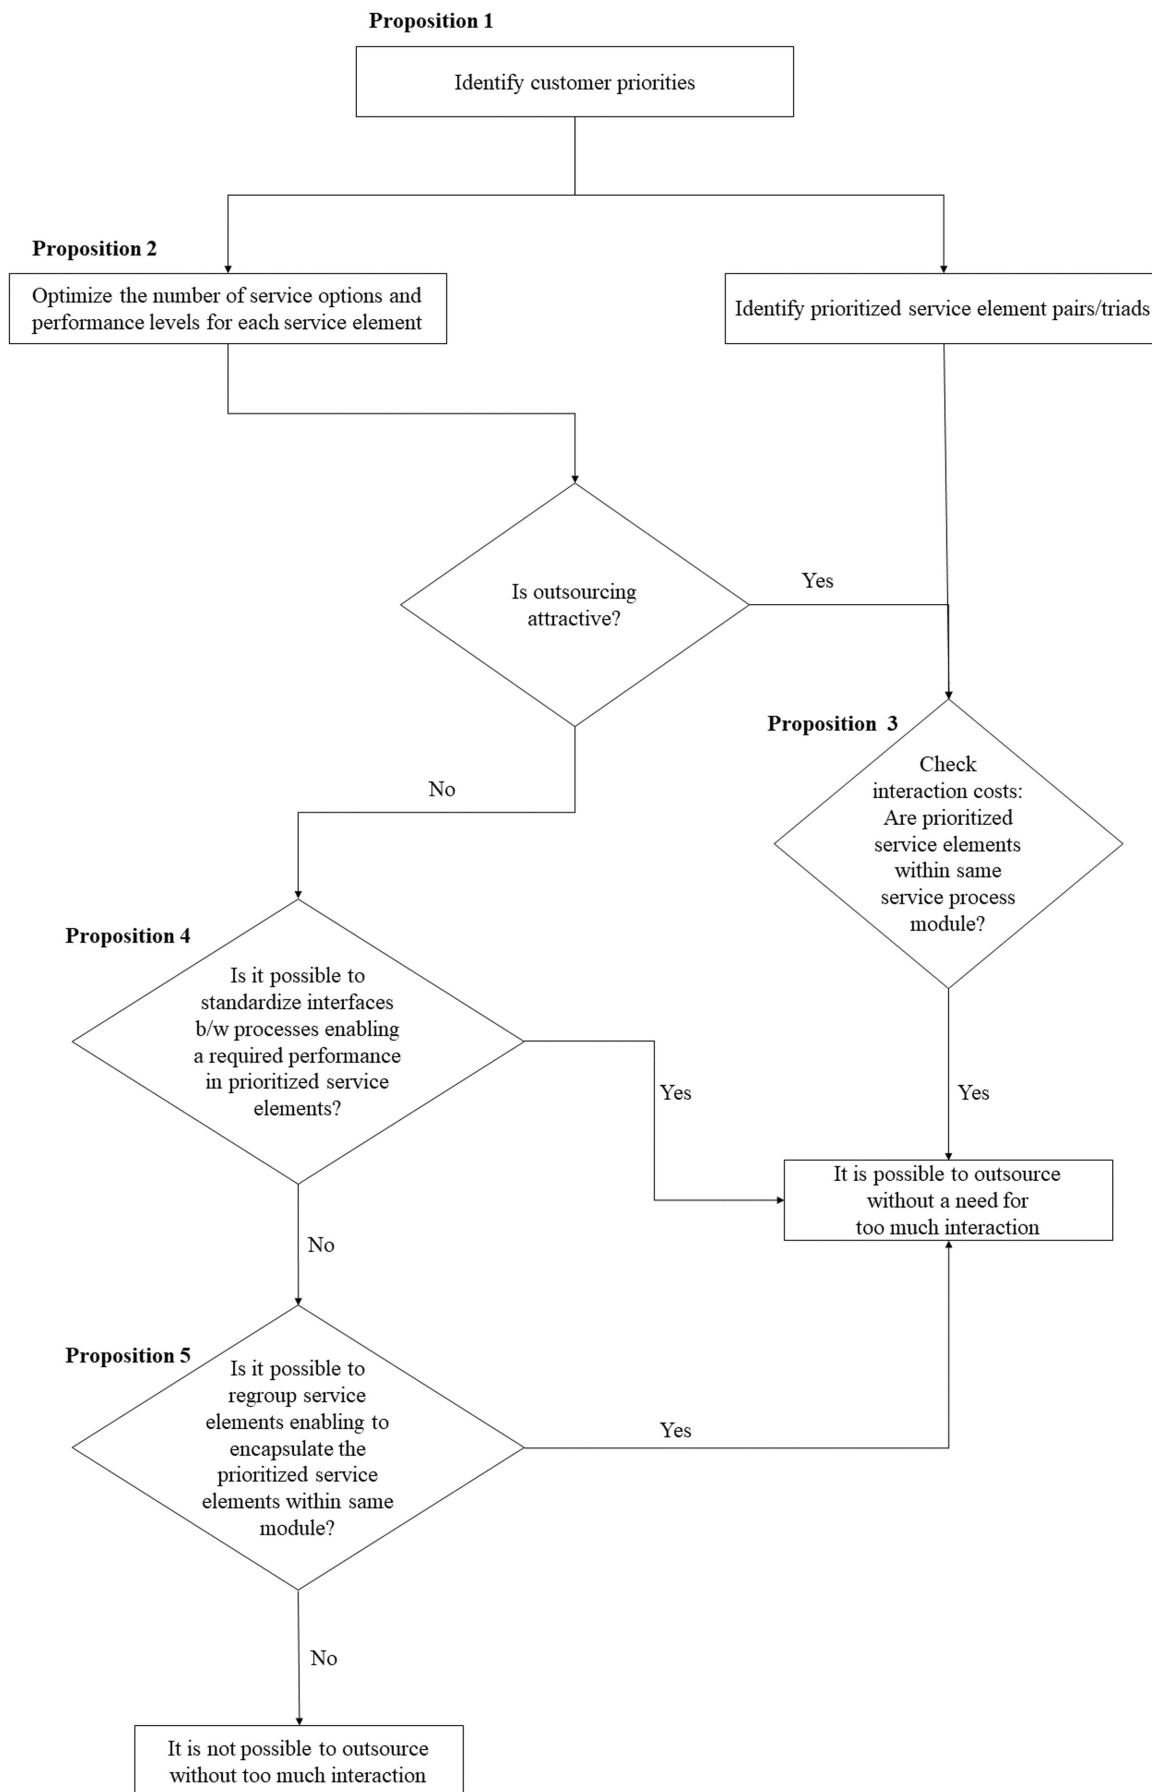 Proposition 1
Identify customer priorities
Proposition 2
Optimize the number of service options and
performance levels for each service element
Identify prioritized service element pairs/triads
Is outsourcing
attractive?
Yes
No
Proposition  3
Check
interaction costs:
Are prioritized
service elements
within same
service process
module?
Proposition 4
Is it possible to
standardize interfaces
b/w processes enabling
a required performance
in prioritized service
elements?
Yes
Yes
It is possible to outsource
without a need for
too much interaction
No
Proposition 5
Is it possible to
regroup service
elements enabling to
encapsulate the
prioritized service
elements within same
module?
Yes
No
It is not possible to outsource
without too much interaction